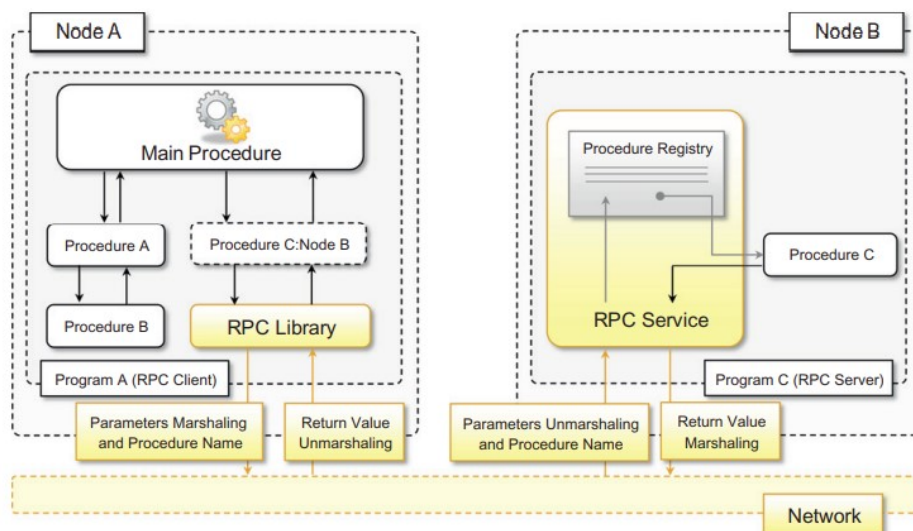 Node A
Node B
Main Procedure
Procedure Registry
Procedure A
Procedure C:Node B
Procedure C
Procedure B
RPC Library
RPC Service
Program A (RPC Client)
Program C (RPC Server)
Parameters Marshaling
and Procedure Name
Return Value
Unmarshaling
Parameters Unmarshaling
and Procedure Name
Return Value
Marshaling
Network